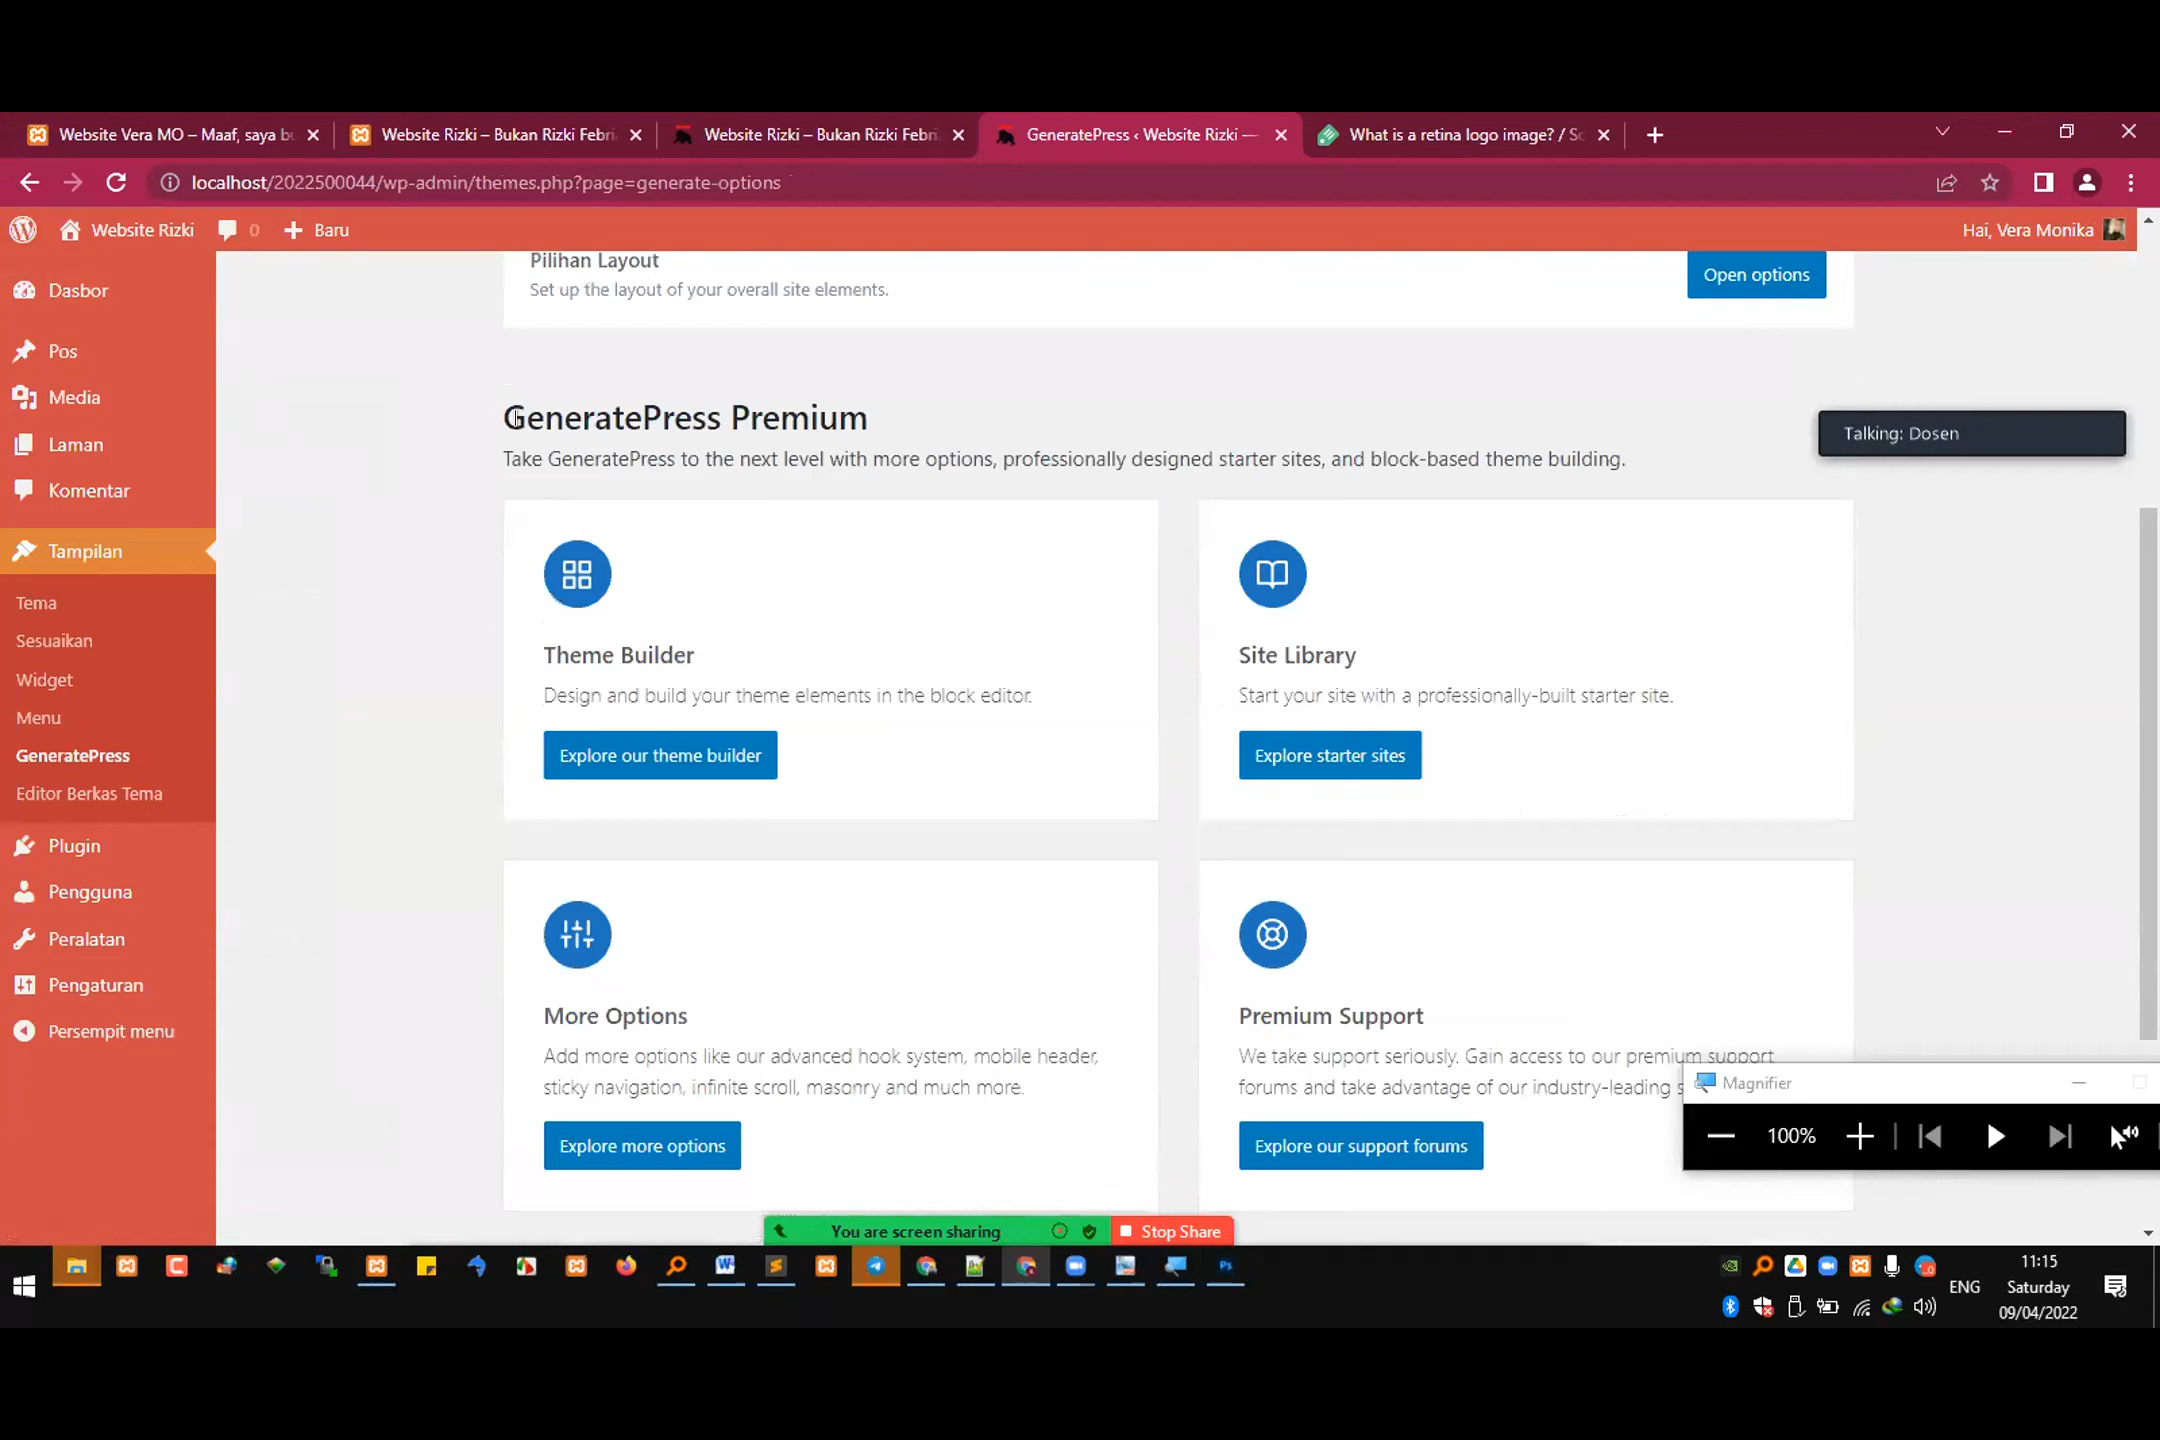 Website Vera MO – Maaf, saya bu
Website Rizki – Bukan Rizki Febri
Website Rizki – Bukan Rizki Febri
GeneratePress ‹ Website Rizki —
What is a retina logo image? / Sc
localhost/2022500044/wp-admin/themes.php?page=generate-options
Website Rizki
0
Baru
Hai, Vera Monika
Dasbor
Pos
Media
Laman
Komentar
Tampilan
Tema
Sesuaikan
Widget
Menu
GeneratePress
Editor Berkas Tema
Plugin
Pengguna
Peralatan
Pengaturan
Persempit menu
Pilihan Layout
Set up the layout of your overall site elements.
Open options
GeneratePress Premium
Take GeneratePress to the next level with more options, professionally designed starter sites, and block-based theme building.
Talking: Dosen
Theme Builder
Design and build your theme elements in the block editor.
Explore our theme builder
Site Library
Start your site with a professionally-built starter site.
Explore starter sites
More Options
Add more options like our advanced hook system, mobile header,
sticky navigation, infinite scroll, masonry and much more.
Explore more options
Premium Support
We take support seriously. Gain access to our premium support
forums and take advantage of our industry-leading s
Explore our support forums
Magnifier
100%
You are screen sharing
Stop Share
ENG
11:15
Saturday
09/04/2022